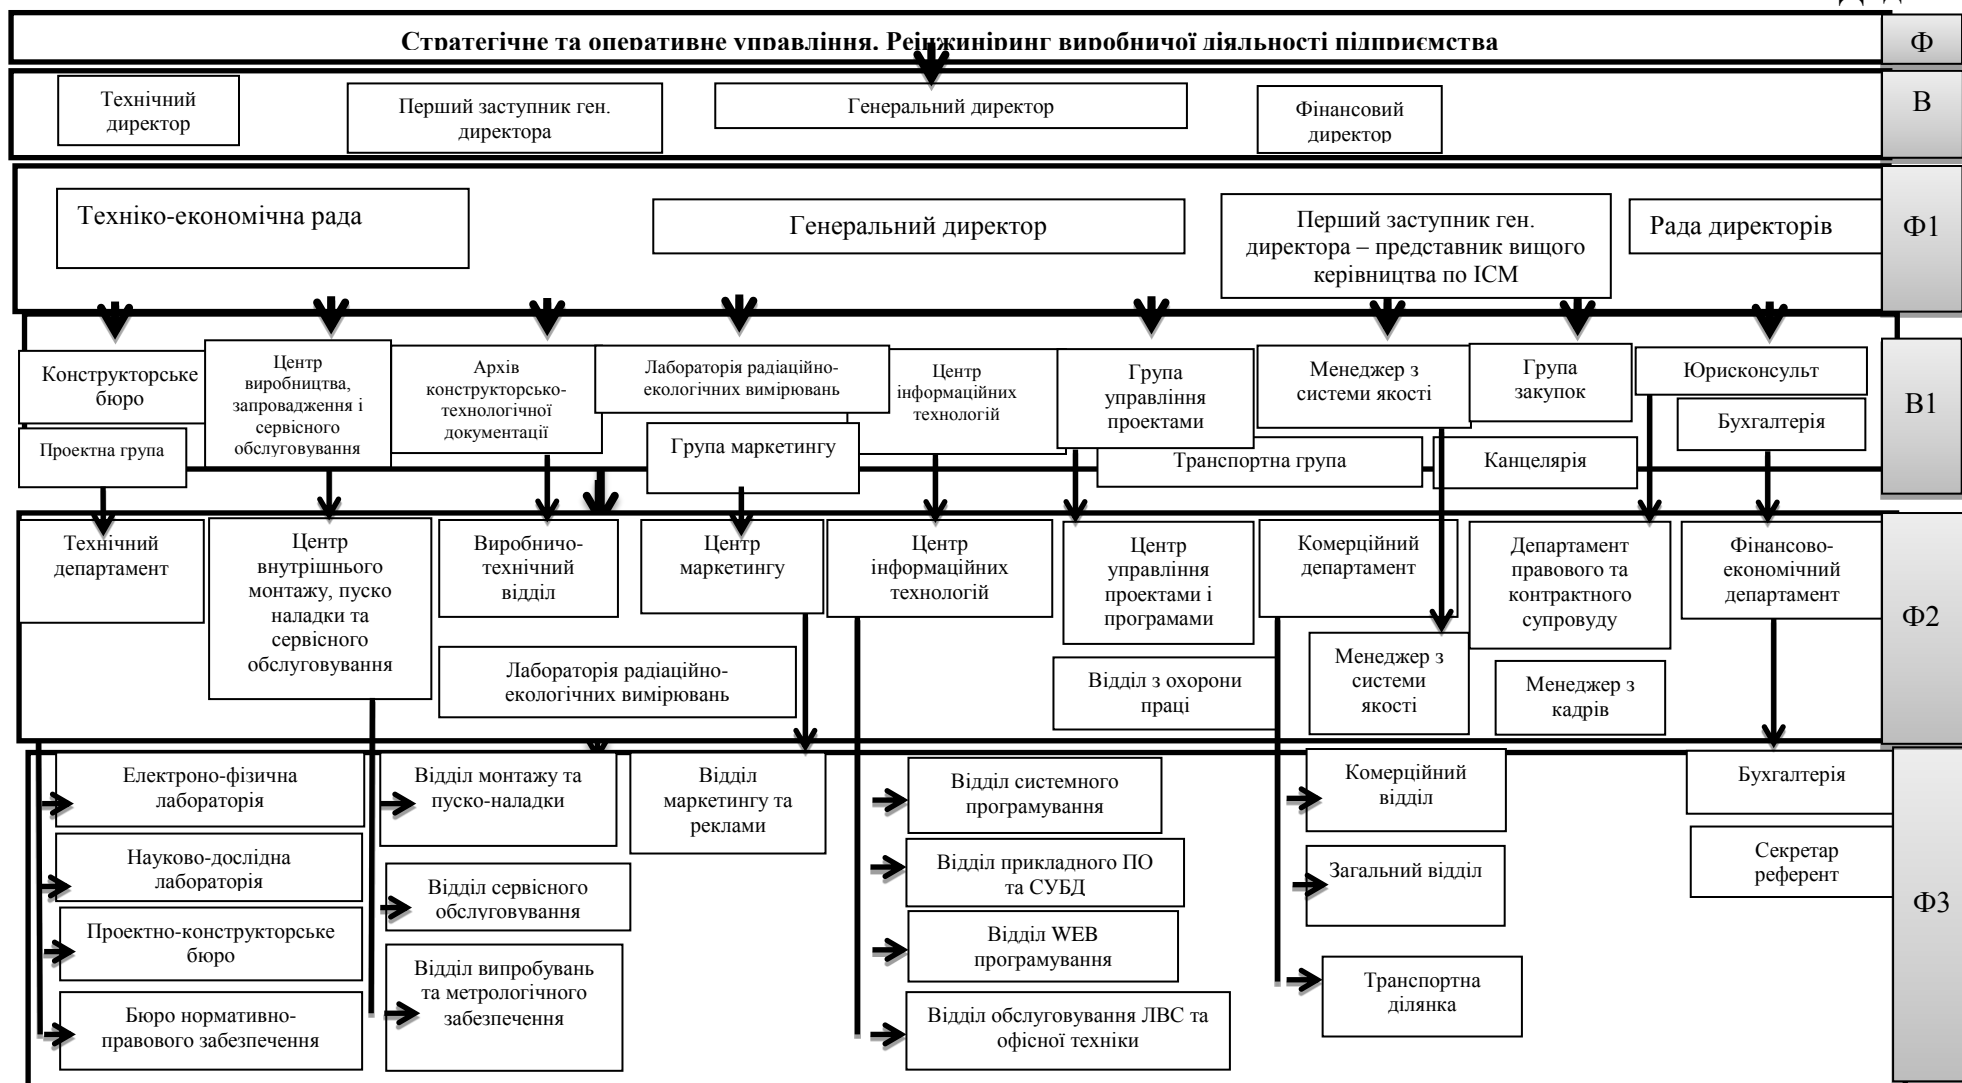 Стратегічне та оперативне управління. Реінжиніринг виробничої діяльності підприємства
Ф
Технічний
директор
Перший заступник ген.
директора
Генеральний директор
Фінансовий
директор
В
Техніко-економічна рада
Генеральний директор
Перший заступник ген.
директора – представник вищого
керівництва по ІСМ
Рада директорів
Ф1
Конструкторське
бюро
Центр
виробництва,
запровадження і
сервісного
обслуговування
Архів
конструкторсько-
технологічної
документації
Лабораторія радіаційно-
екологічних вимірювань
Центр
інформаційних
технологій
Група
управління
проектами
Менеджер з
системи якості
Група
закупок
Юрисконсульт
В1
Проектна група
Група маркетингу
Транспортна група
Канцелярія
Бухгалтерія
Технічний
департамент
Центр
внутрішнього
монтажу, пуско
наладки та
сервісного
обслуговування
Виробничо-
технічний
відділ
Центр
маркетингу
Центр
інформаційних
технологій
Центр
управління
проектами і
програмами
Комерційний
департамент
Департамент
правового та
контрактного
супроводу
Фінансово-
економічний
департамент
Ф2
Лабораторія радіаційно-
екологічних вимірювань
Відділ з охорони
праці
Менеджер з
системи
якості
Менеджер з
кадрів
Електроно-фізична
лабораторія
Відділ монтажу та
пуско-наладки
Відділ
маркетингу та
реклами
Відділ системного
програмування
Комерційний
відділ
Бухгалтерія
Науково-дослідна
лабораторія
Відділ сервісного
обслуговування
Відділ прикладного ПО
та СУБД
Загальний відділ
Секретар
референт
Ф3
Проектно-конструкторське
бюро
Відділ випробувань
та метрологічного
забезпечення
Відділ WEB
програмування
Транспортна
ділянка
Бюро нормативно-
правового забезпечення
Відділ обслуговування ЛВС та
офісної техніки